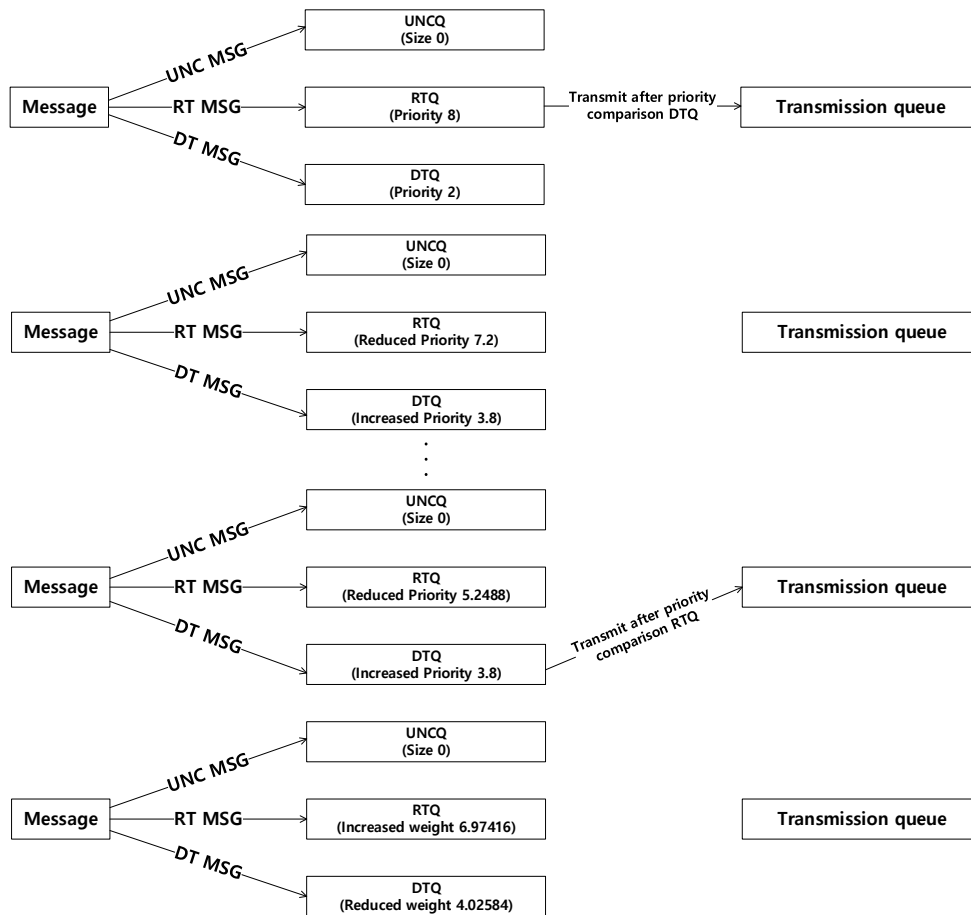 UNCQ
(Size 0)
UNC MSG
Message
RT MSG
RTQ
(Priority 8)
Transmit after priority
comparison DTQ
Transmission queue
DT MSG
DTQ
(Priority 2)
UNCQ
(Size 0)
UNC MSG
Message
RT MSG
RTQ
(Reduced Priority 7.2)
Transmission queue
DT MSG
DTQ
(Increased Priority 3.8)
UNCQ
(Size 0)
UNC MSG
Message
RT MSG
RTQ
(Reduced Priority 5.2488)
Transmission queue
DT MSG
DTQ
(Increased Priority 3.8)
Transmit after priority
comparison RTQ
UNCQ
(Size 0)
UNC MSG
Message
RT MSG
RTQ
(Increased weight 6.97416)
Transmission queue
DT MSG
DTQ
(Reduced weight 4.02584)